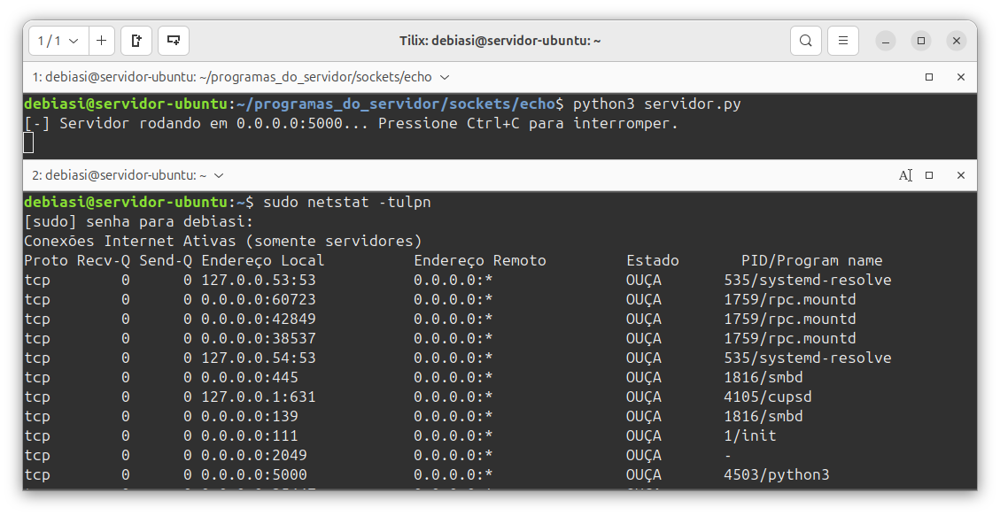 1 / 1
Tilix: debiasi@servidor-ubuntu: ~
1: debiasi@servidor-ubuntu: ~/programas_do_servidor/sockets/echo
debiasi@servidor-ubuntu:~/programas_do_servidor/sockets/echo$ python3 servidor.py
[-] Servidor rodando em 0.0.0.0:5000... Pressione Ctrl+C para interromper.
2: debiasi@servidor-ubuntu: ~
debiasi@servidor-ubuntu:~$ sudo netstat -tulpn
[sudo] senha para debiasi:
Conexões Internet Ativas (somente servidores)
Proto Recv-Q Send-Q Endereço Local          Endereço Remoto         Estado       PID/Program name
tcp        0      0 127.0.0.53:53           0.0.0.0:*               OUÇA       535/systemd-resolve
tcp        0      0 0.0.0.0:60723           0.0.0.0:*               OUÇA       1759/rpc.mountd
tcp        0      0 0.0.0.0:42849           0.0.0.0:*               OUÇA       1759/rpc.mountd
tcp        0      0 0.0.0.0:38537           0.0.0.0:*               OUÇA       1759/rpc.mountd
tcp        0      0 127.0.0.54:53           0.0.0.0:*               OUÇA       535/systemd-resolve
tcp        0      0 0.0.0.0:445             0.0.0.0:*               OUÇA       1816/smbd
tcp        0      0 127.0.0.1:631           0.0.0.0:*               OUÇA       4105/cupsd
tcp        0      0 0.0.0.0:139             0.0.0.0:*               OUÇA       1816/smbd
tcp        0      0 0.0.0.0:111             0.0.0.0:*               OUÇA       1/init
tcp        0      0 0.0.0.0:2049            0.0.0.0:*               OUÇA       -
tcp        0      0 0.0.0.0:5000            0.0.0.0:*               OUÇA       4503/python3